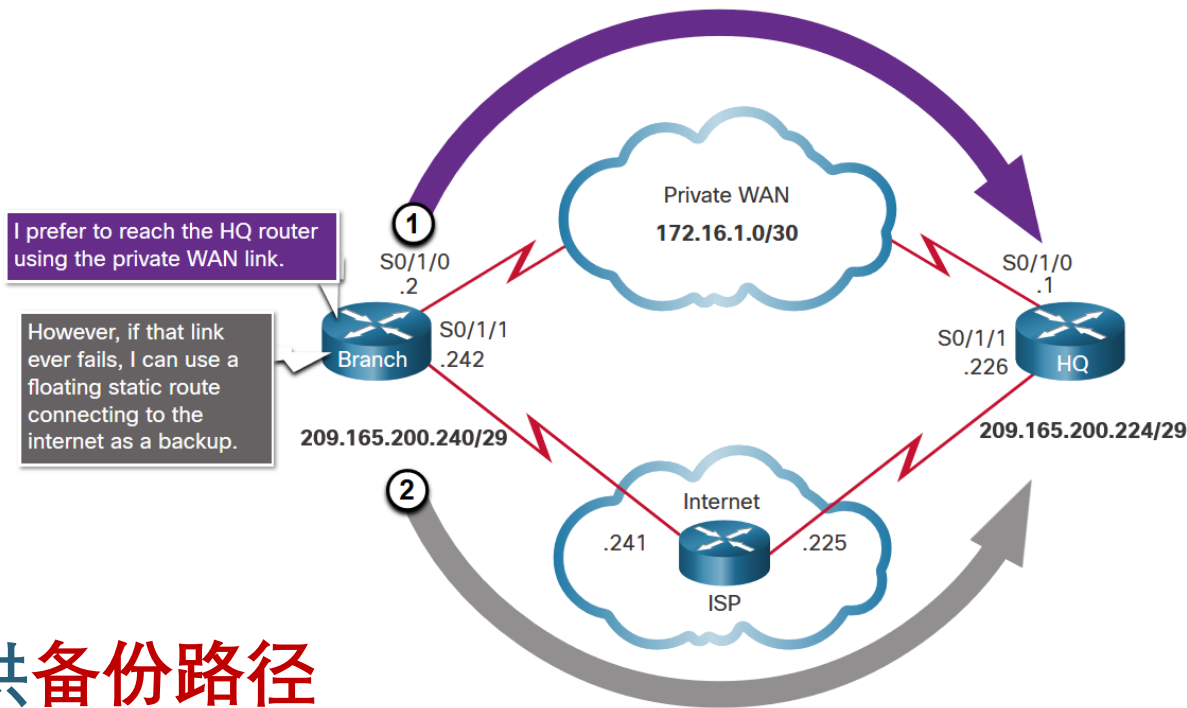 Private WAN
172.16.1.0/30
1
I prefer to reach the HQ router
using the private WAN link.
S0/1/0
.2
S0/1/0
.1
However, if that link
ever fails, I can use a
floating static route
connecting to the
internet as a backup.
Branch
S0/1/1
.242
S0/1/1
.226
HQ
209.165.200.240/29
209.165.200.224/29
2
Internet
.241
.225
ISP
供备份路径